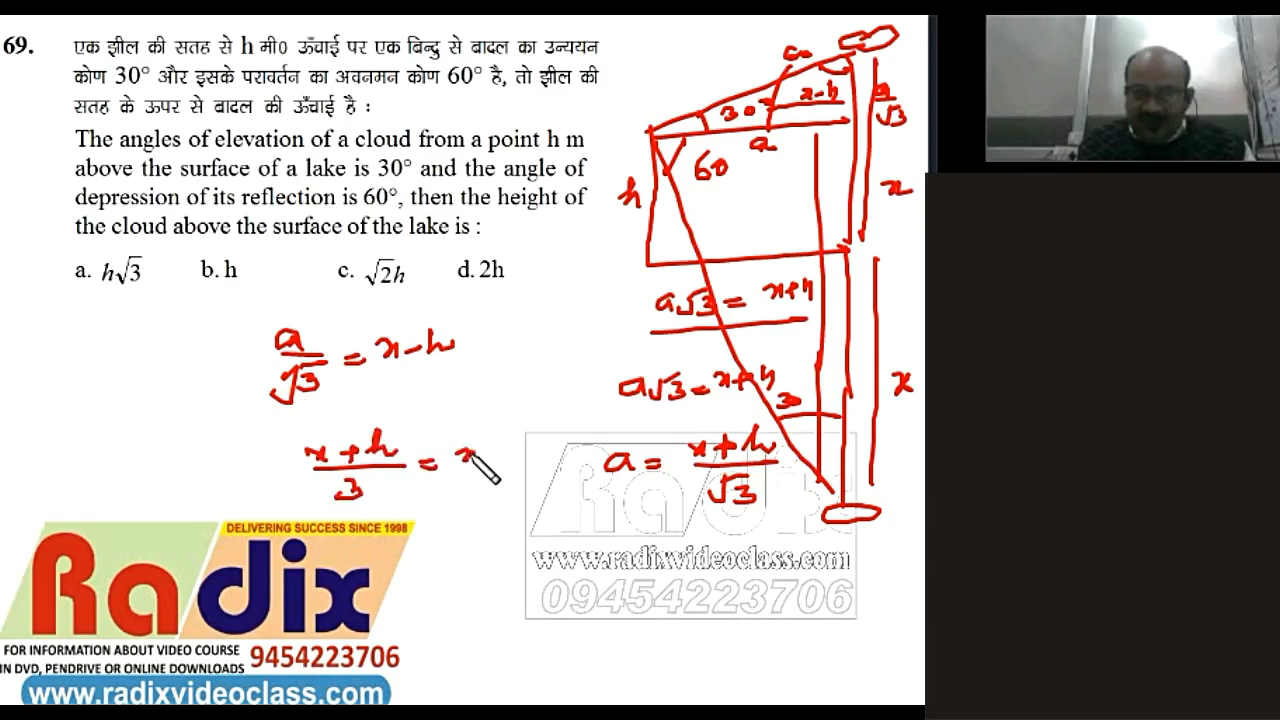 69. एक झील की सतह से h मी0 ऊँचाई पर एक बिन्दु से बादल का उन्नयन
कोण 30° और इसके परावर्तन का अवनमन कोण 60° है, तो झील की
सतह के ऊपर से बादल की ऊँचाई है :
The angles of elevation of a cloud from a point h m
above the surface of a lake is 30° and the angle of
depression of its reflection is 60°, then the height of
the cloud above the surface of the lake is :
a. h√3 b. h c. √2h d. 2h
60
x-h
a/√3
30
a
60
h
x
a√3 = x+h
a/√3 = x-h
a√3 = x+h
30
x
x+h/3 = x
a = x+h/√3
DELIVERING SUCCESS SINCE 1998
Radix
FOR INFORMATION ABOUT VIDEO COURSE
IN DVD, PENDRIVE OR ONLINE DOWNLOADS 9454223706
www.radixvideoclass.com
Radix
www.radixvideoclass.com
09454223706